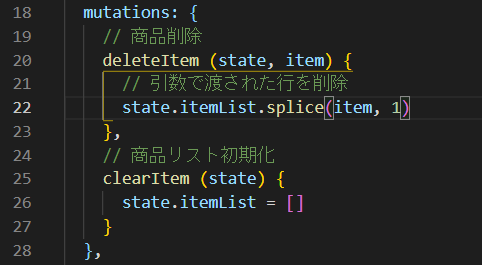 18 mutations: {
19 // 商品削除
20 deleteItem (state, item) {
21 // 引数で渡された行を削除
22 state.itemList.splice(item, 1)
23 },
24 // 商品リスト初期化
25 clearItem (state) {
26 state.itemList = []
27 }
28 },